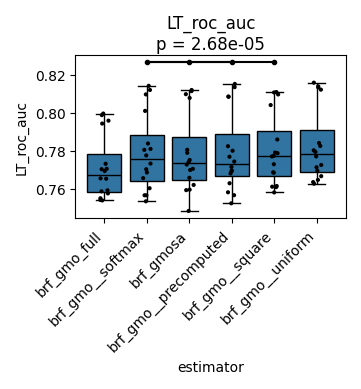 LT_roc_auc
p = 2.68e-05
LT_roc_auc
0.82
0.80
0.78
0.76
brf_gmo_full
brf_gmo__softmax
brf_gmosa
brf_gmo__precomputed
brf_gmo__square
brf_gmo__uniform
estimator